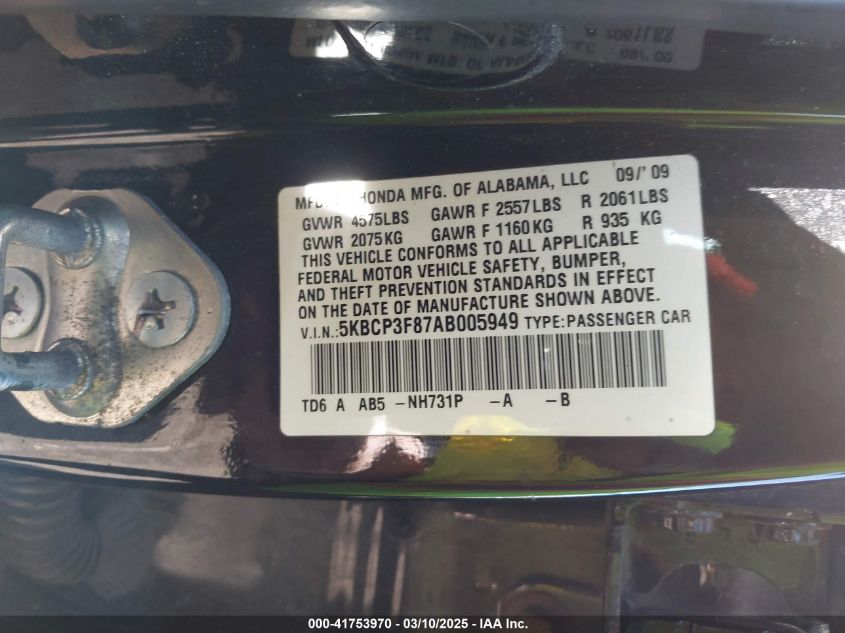 MFD. HONDA MFG. OF ALABAMA, LLC 09/'09
GVWR 4575LBS GAWR F 2557LBS R 2061LBS
GVWR 2075KG GAWR F 1160KG R 935 KG
THIS VEHICLE CONFORMS TO ALL APPLICABLE
FEDERAL MOTOR VEHICLE SAFETY, BUMPER,
AND THEFT PREVENTION STANDARDS IN EFFECT
ON THE DATE OF MANUFACTURE SHOWN ABOVE.
V.I.N.:5KBCP3F87AB005949 TYPE:PASSENGER CAR
TD6 A AB5 -NH731P -A -B
000-41753970 - 03/10/2025 - IAA Inc.